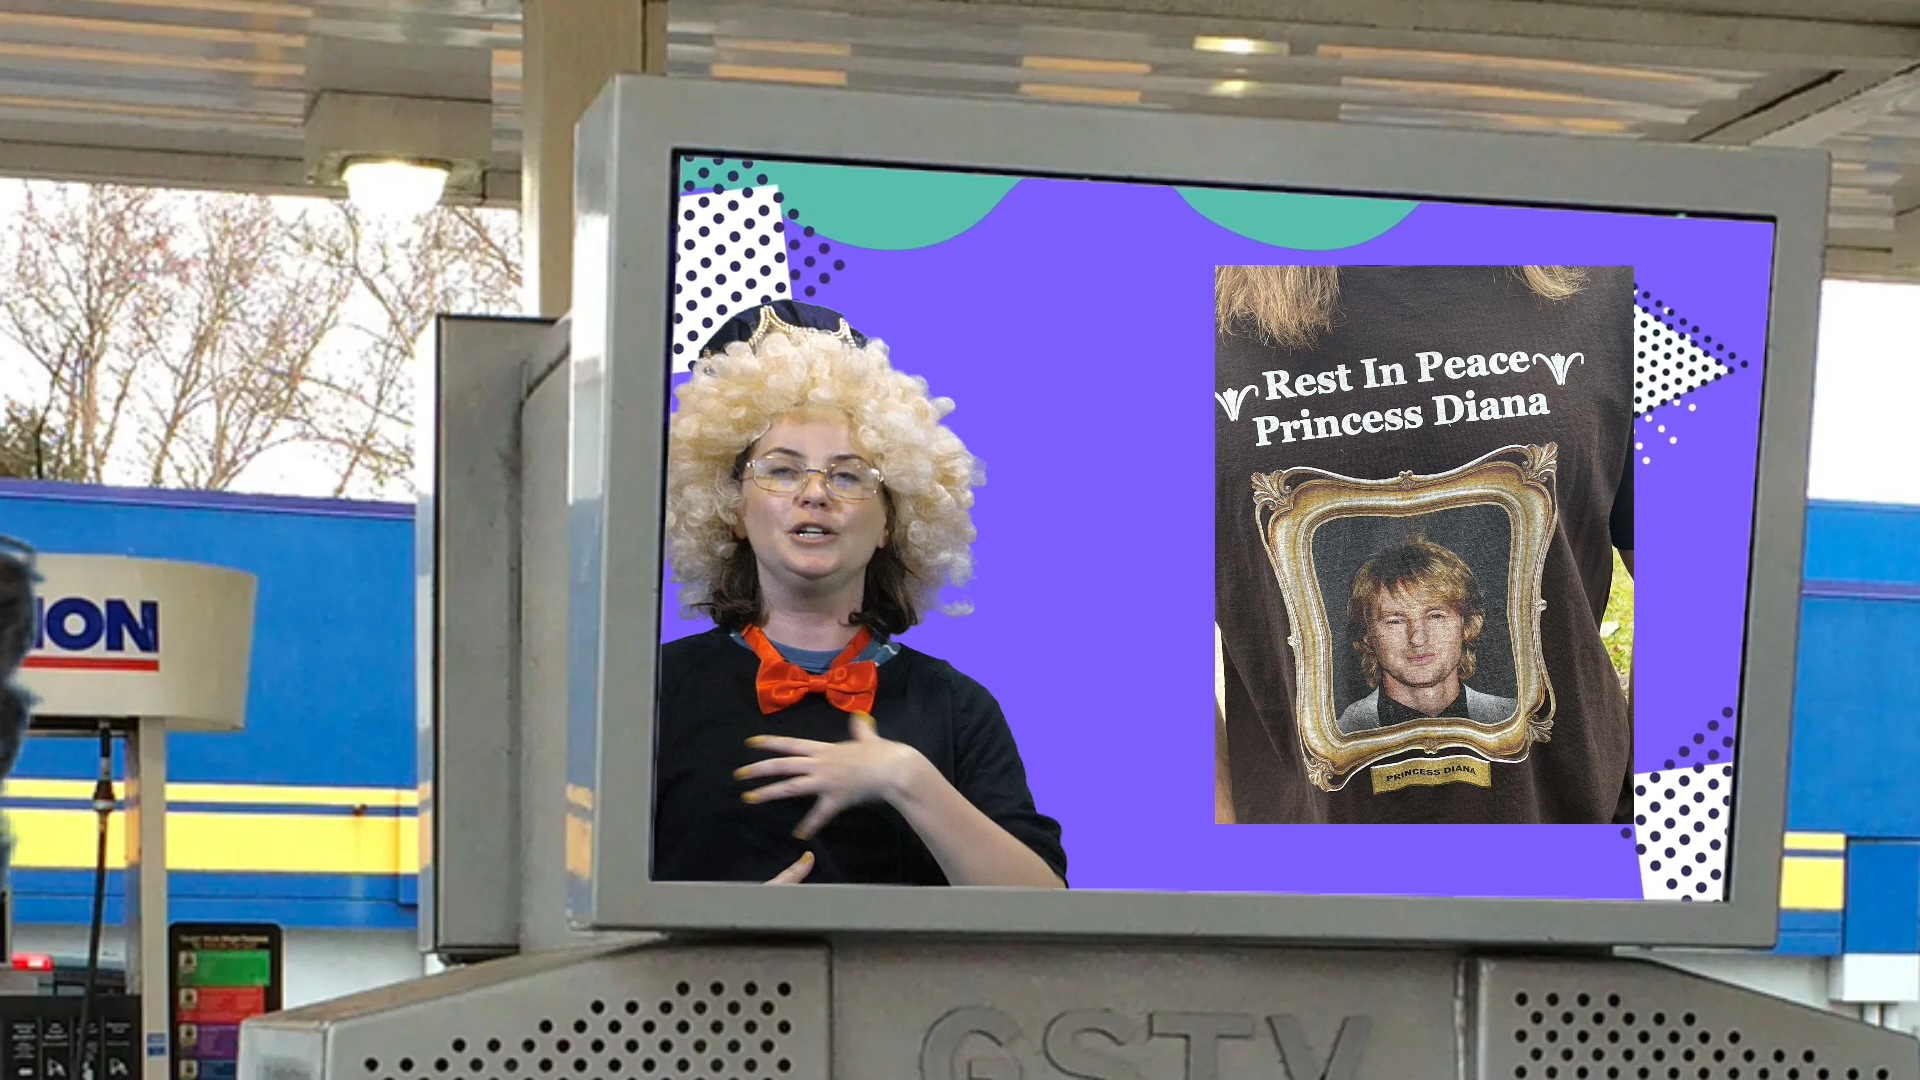 Rest In Peace
Princess Diana
PRINCESS DIANA
ION
GSTV